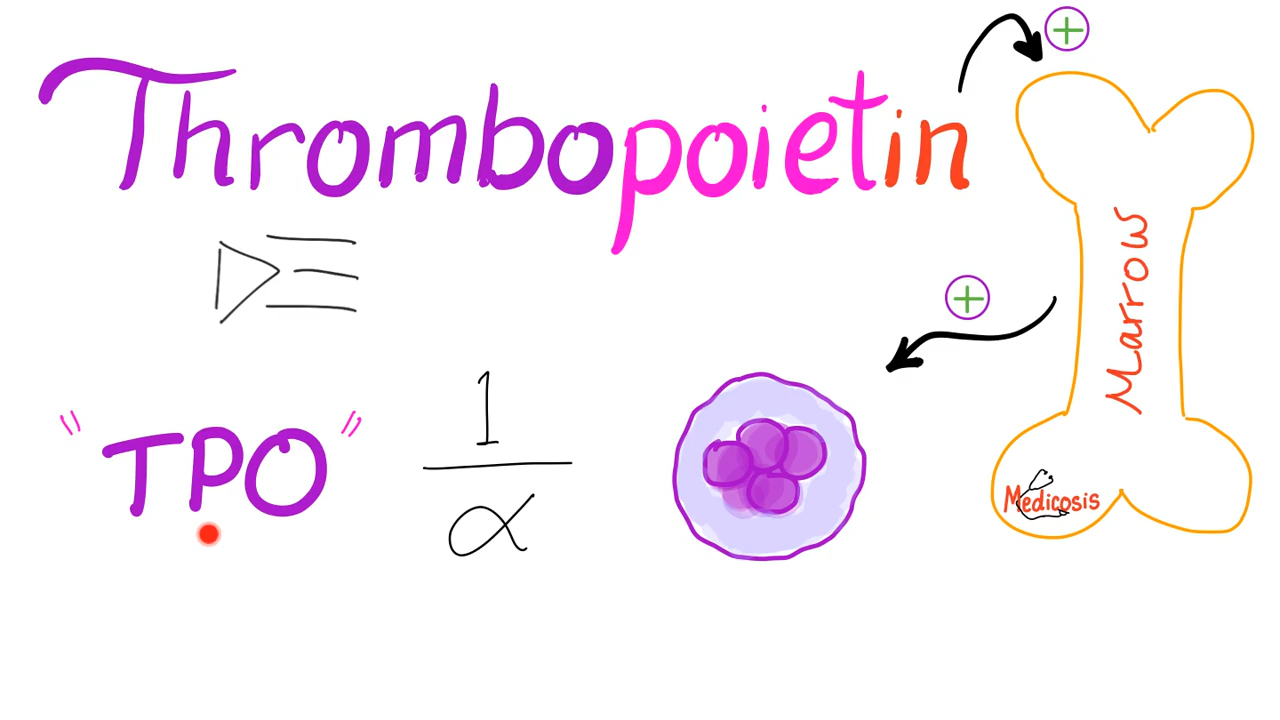 Thrombopoietin
+
+
Marrow
"TPO"
1
α
Medicosis